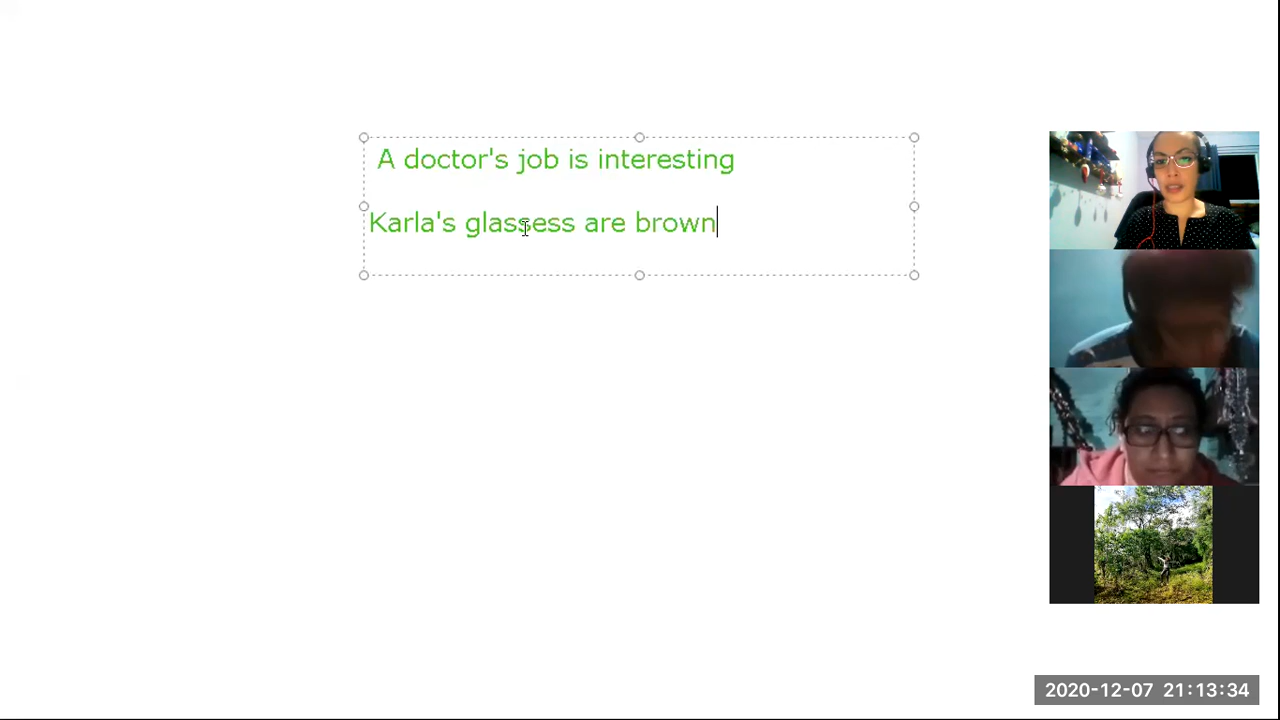 A doctor's job is interesting
Karla's glassess are brown
2020-12-07 21:13:34